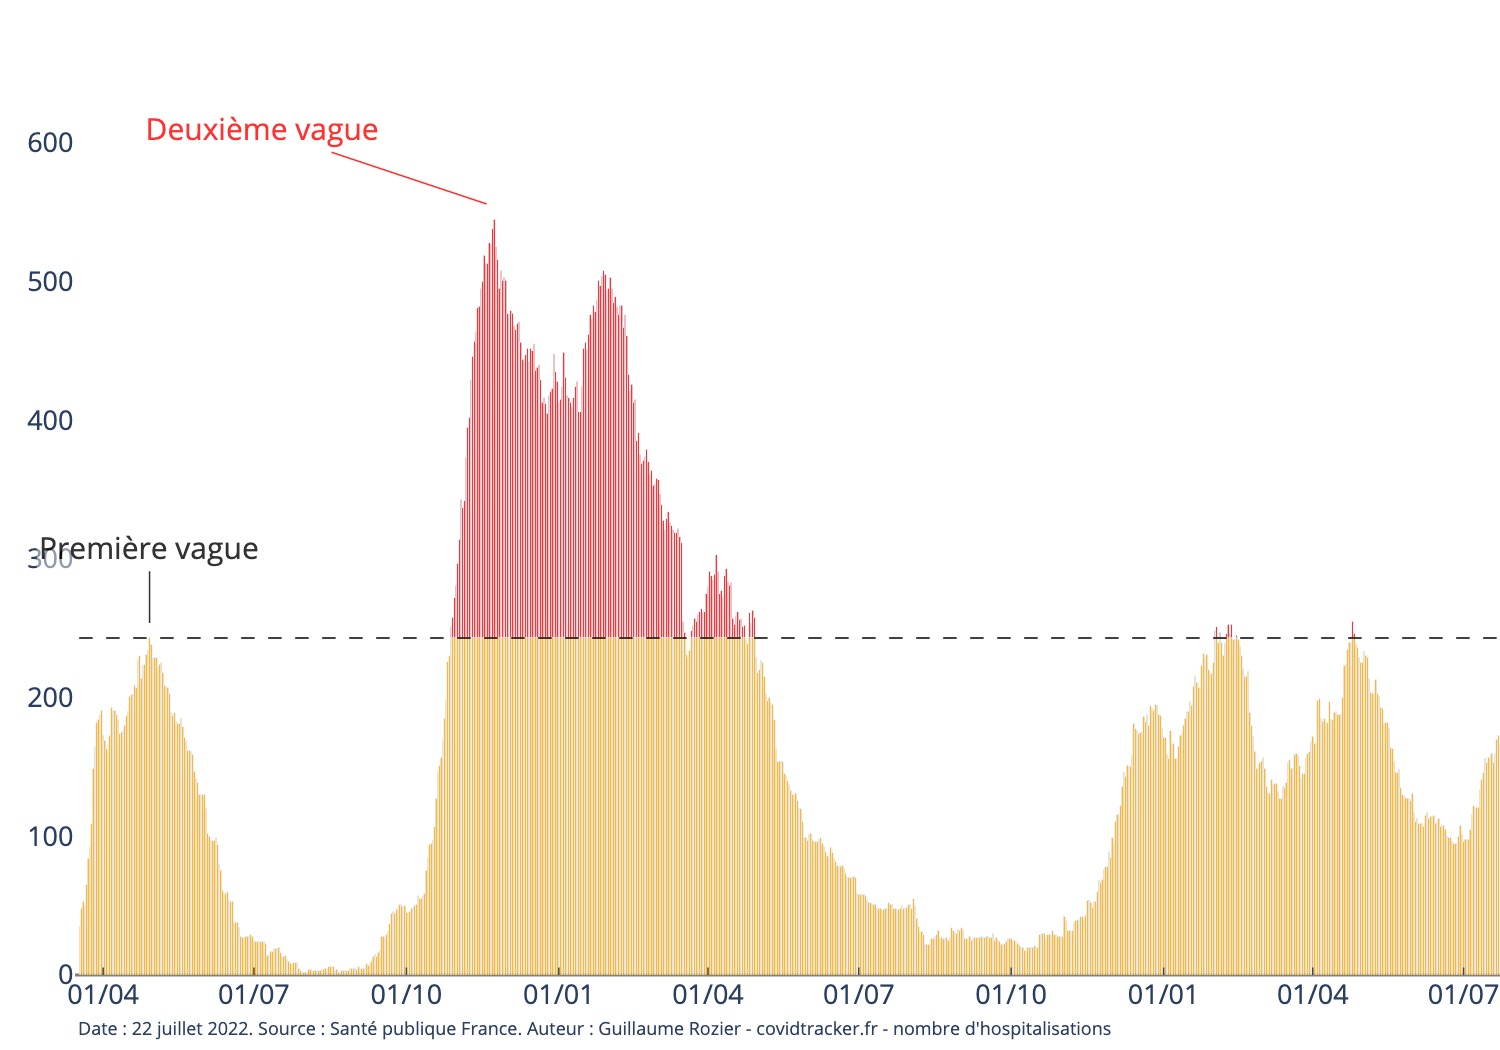 Deuxième vague
600
500
400
Première vague
300
200
100
0
01/04 01/07 01/10 01/01 01/04 01/07 01/10 01/01 01/04 01/07
Date : 22 juillet 2022. Source : Santé publique France. Auteur : Guillaume Rozier - covidtracker.fr - nombre d'hospitalisations